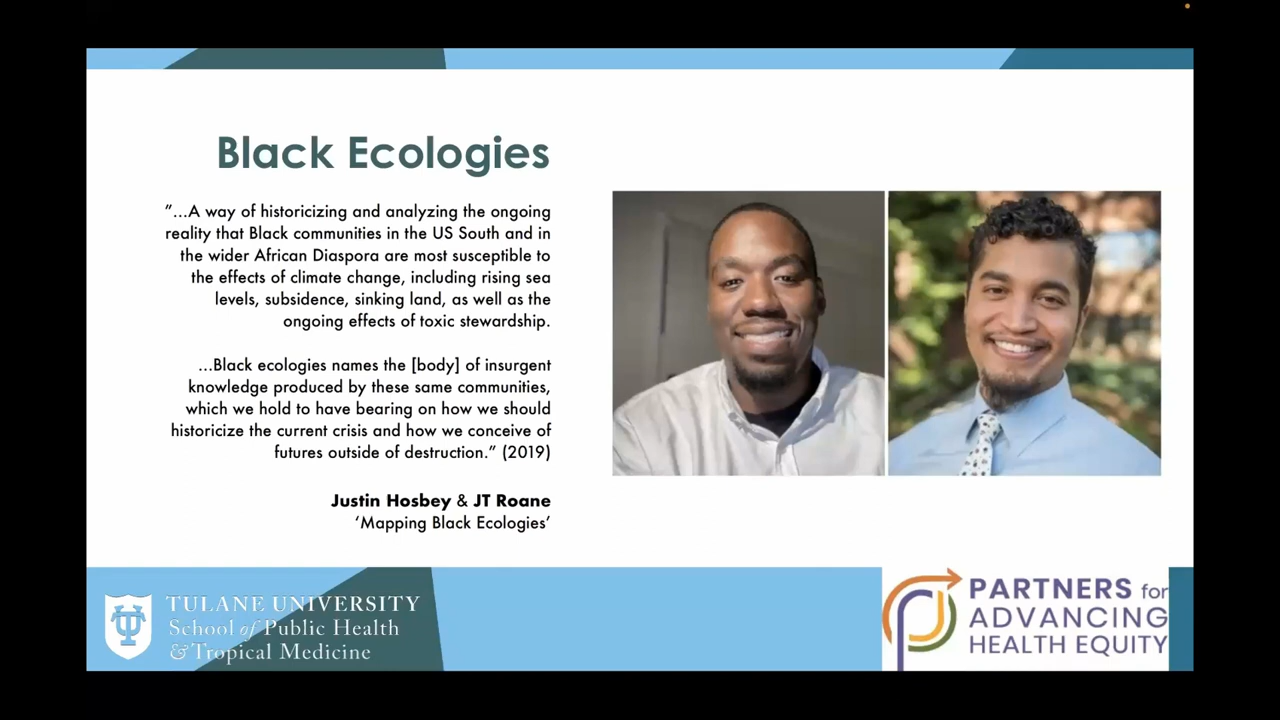 Black Ecologies
”...A way of historicizing and analyzing the ongoing
reality that Black communities in the US South and in
the wider African Diaspora are most susceptible to
the effects of climate change, including rising sea
levels, subsidence, sinking land, as well as the
ongoing effects of toxic stewardship.
...Black ecologies names the [body] of insurgent
knowledge produced by these same communities,
which we hold to have bearing on how we should
historicize the current crisis and how we conceive of
futures outside of destruction.” (2019)
Justin Hosbey & JT Roane
‘Mapping Black Ecologies’
TULANE UNIVERSITY
School of Public Health
& Tropical Medicine
PARTNERS for
ADVANCING
HEALTH EQUITY